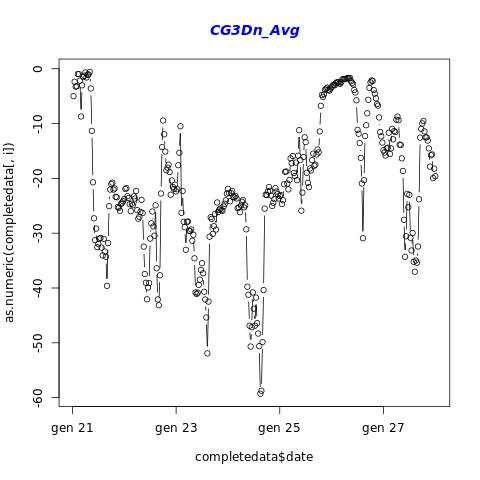 CG3Dn_Avg
as.numeric(completedata[, i])
0
-10
-20
-30
-40
-50
-60
gen 21
gen 23
gen 25
gen 27
completedata$date